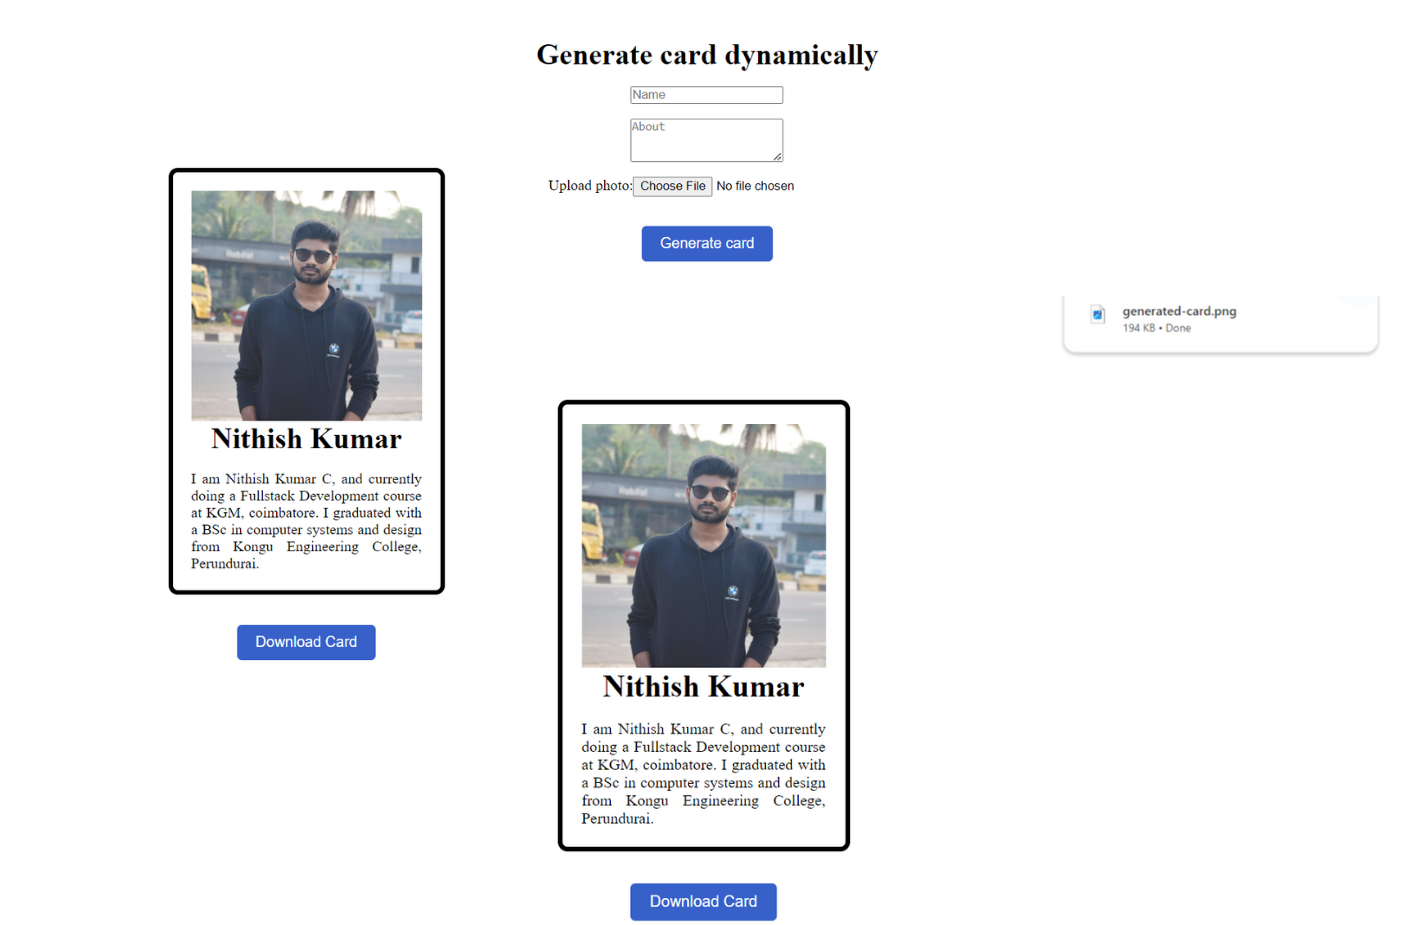 Generate card dynamically
Name
About
Upload photo: Choose File No file chosen
Generate card
generated-card.png
194 KB • Done
Nithish Kumar
I am Nithish Kumar C, and currently
doing a Fullstack Development course
at KGM, coimbatore. I graduated with
a BSc in computer systems and design
from Kongu Engineering College,
Perundurai.
Download Card
Nithish Kumar
I am Nithish Kumar C, and currently
doing a Fullstack Development course
at KGM, coimbatore. I graduated with
a BSc in computer systems and design
from Kongu Engineering College,
Perundurai.
Download Card